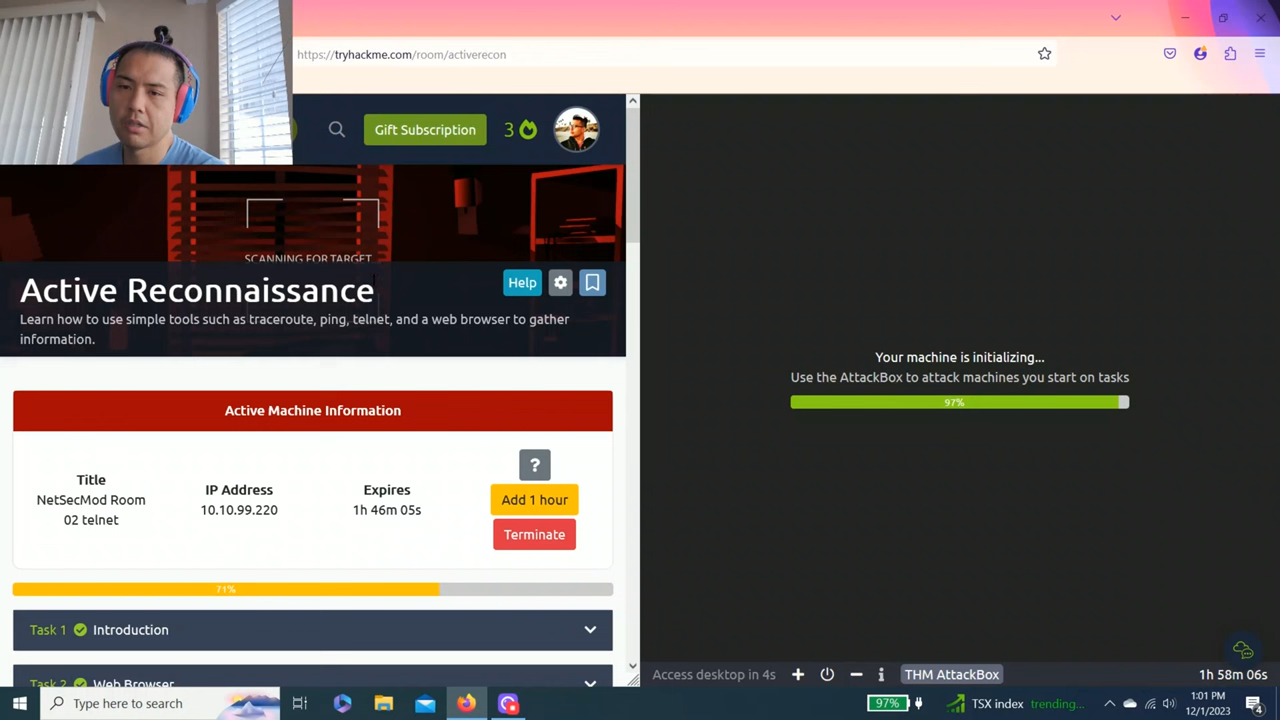 https://tryhackme.com/room/activerecon
Gift Subscription
3
SCANNING FOR TARGET
Active Reconnaissance
Help
Learn how to use simple tools such as traceroute, ping, telnet, and a web browser to gather
information.
Active Machine Information
Title
NetSecMod Room
02 telnet
IP Address
10.10.99.220
Expires
1h 46m 05s
?
Add 1 hour
Terminate
71%
Task 1 Introduction
Task 2 Web Browser
Your machine is initializing...
Use the AttackBox to attack machines you start on tasks
97%
Access desktop in 4s
THM AttackBox
1h 58m 06s
Type here to search
97%
TSX index trending...
1:01 PM
12/1/2023
4